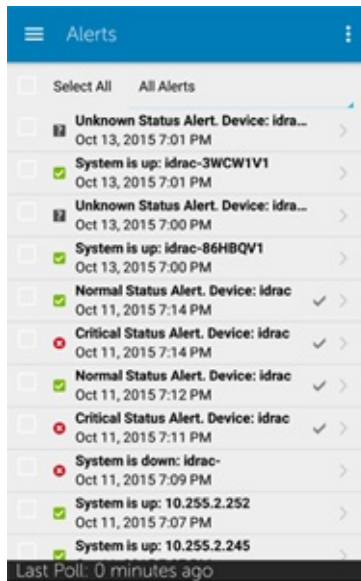 Alerts
Select All All Alerts
Unknown Status Alert. Device: idra...
Oct 13, 2015 7:01 PM
System is up: idrac-3WCW1V1
Oct 13, 2015 7:01 PM
Unknown Status Alert. Device: idra...
Oct 13, 2015 7:00 PM
System is up: idrac-86HBQV1
Oct 13, 2015 7:00 PM
Normal Status Alert. Device: idrac
Oct 11, 2015 7:14 PM
Critical Status Alert. Device: idrac
Oct 11, 2015 7:14 PM
Normal Status Alert. Device: idrac
Oct 11, 2015 7:12 PM
Critical Status Alert. Device: idrac
Oct 11, 2015 7:11 PM
System is down: idrac-
Oct 11, 2015 7:09 PM
System is up: 10.255.2.252
Oct 11, 2015 7:07 PM
System is up: 10.255.2.245
Last Poll: 0 minutes ago